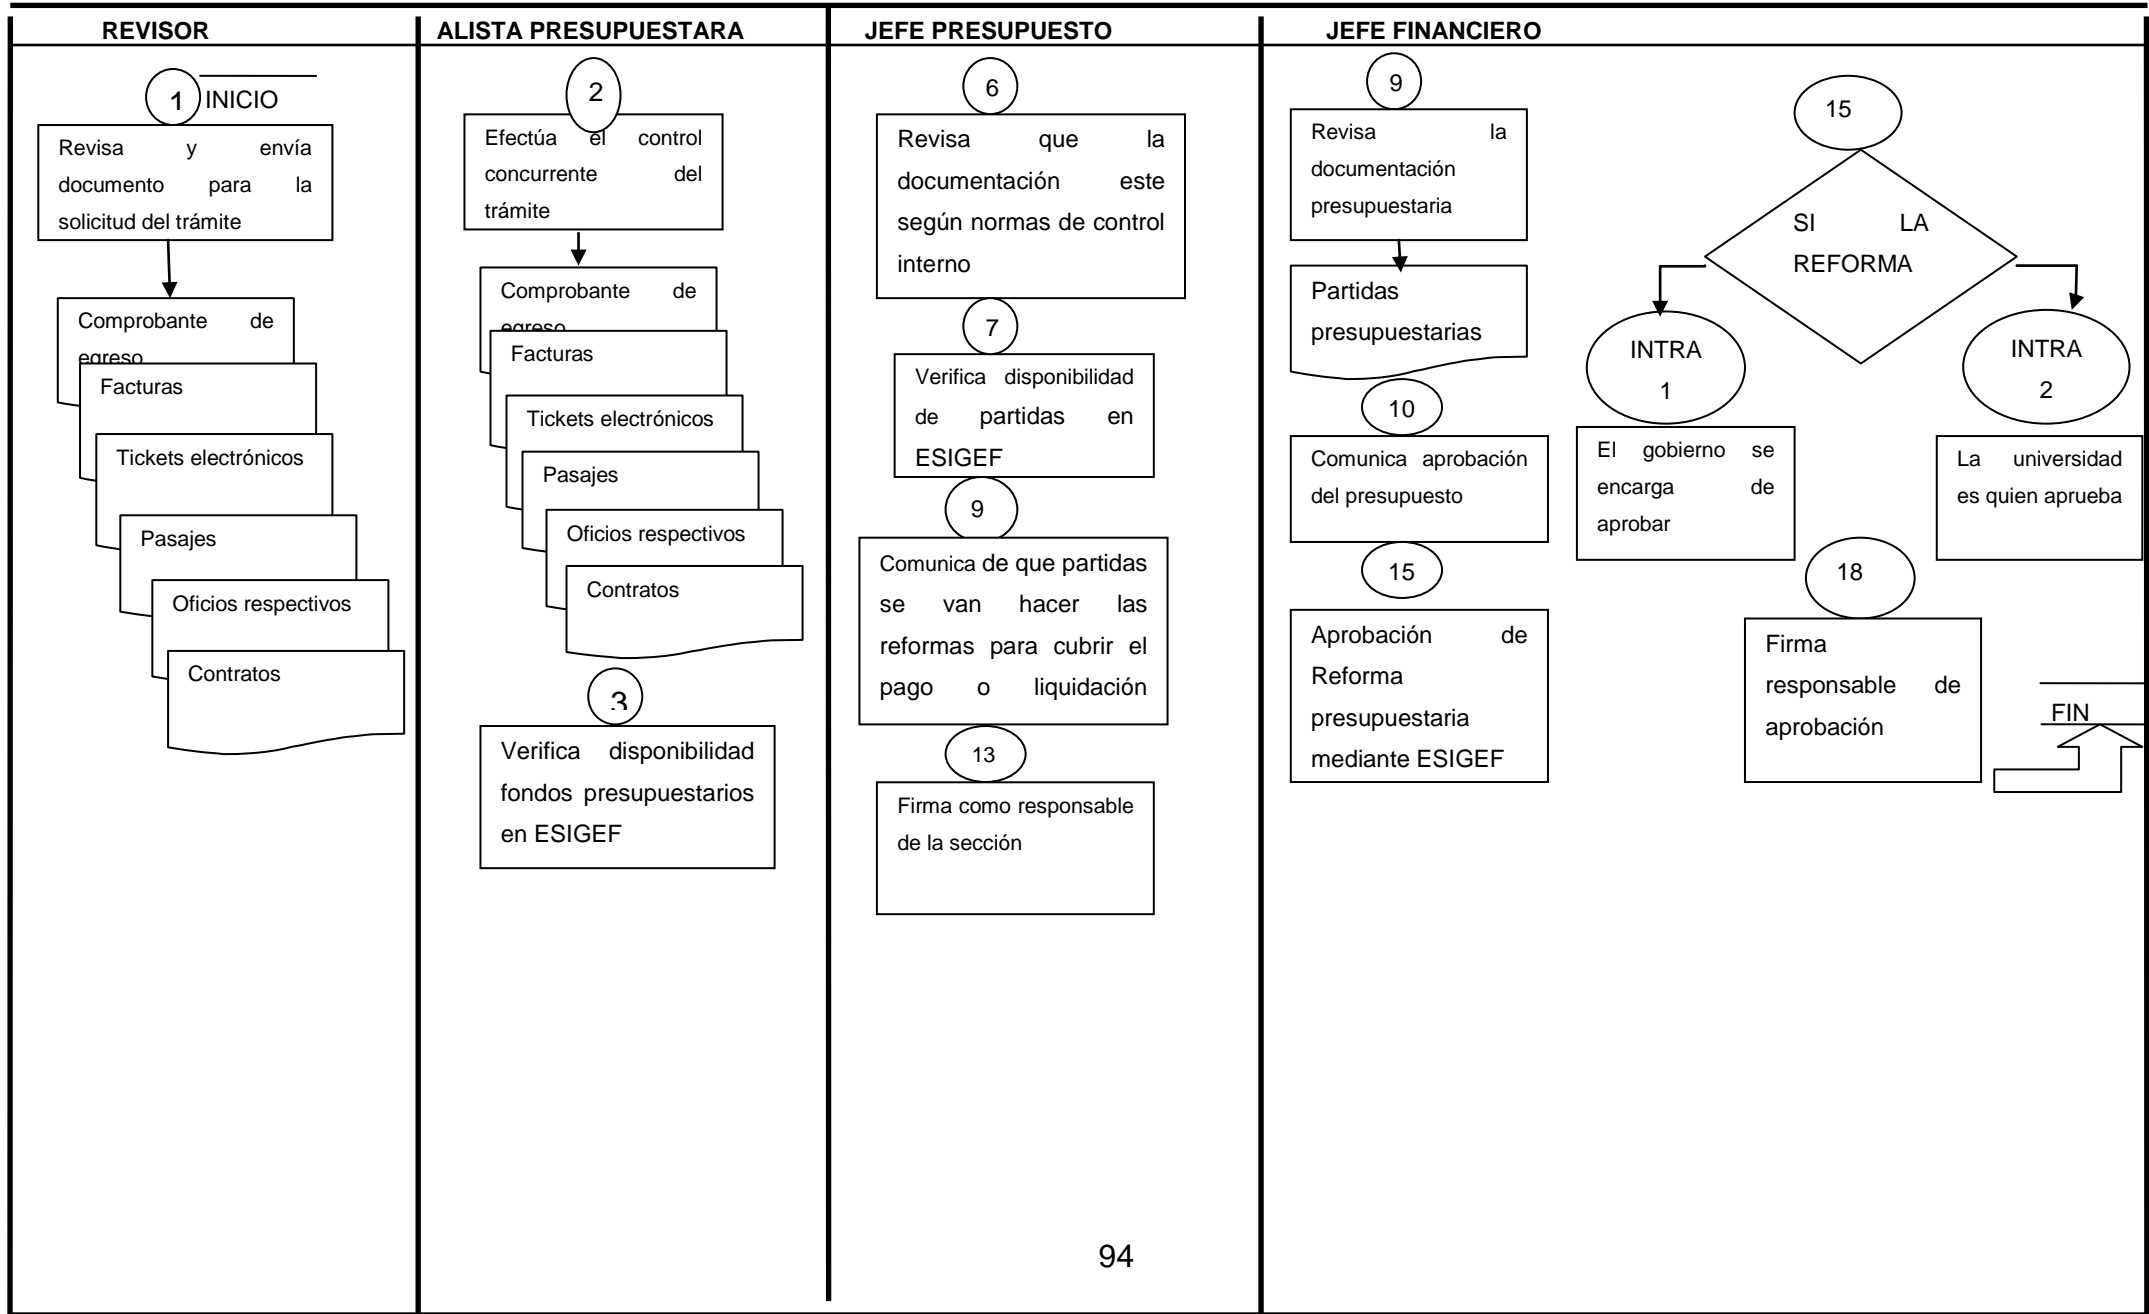 REVISOR
1 INICIO
Revisa y envía
documento para la
solicitud del trámite
Comprobante de
egreso
Facturas
Tickets electrónicos
Pasajes
Oficios respectivos
Contratos
ALISTA PRESUPUESTARA
2
Efectúa el control
concurrente del
trámite
Comprobante de
egreso
Facturas
Tickets electrónicos
Pasajes
Oficios respectivos
Contratos
3
Verifica disponibilidad
fondos presupuestarios
en ESIGEF
JEFE PRESUPUESTO
6
Revisa que la
documentación este
según normas de control
interno
7
Verifica disponibilidad
de partidas en
ESIGEF
9
Comunica de que partidas
se van hacer las
reformas para cubrir el
pago o liquidación
13
Firma como responsable
de la sección
JEFE FINANCIERO
9
Revisa la
documentación
presupuestaria
Partidas
presupuestarias
10
Comunica aprobación
del presupuesto
15
Aprobación de
Reforma
presupuestaria
mediante ESIGEF
15
SI LA
REFORMA
INTRA
1
El gobierno se
encarga de
aprobar
INTRA
2
La universidad
es quien aprueba
18
Firma
responsable de
aprobación
FIN
94